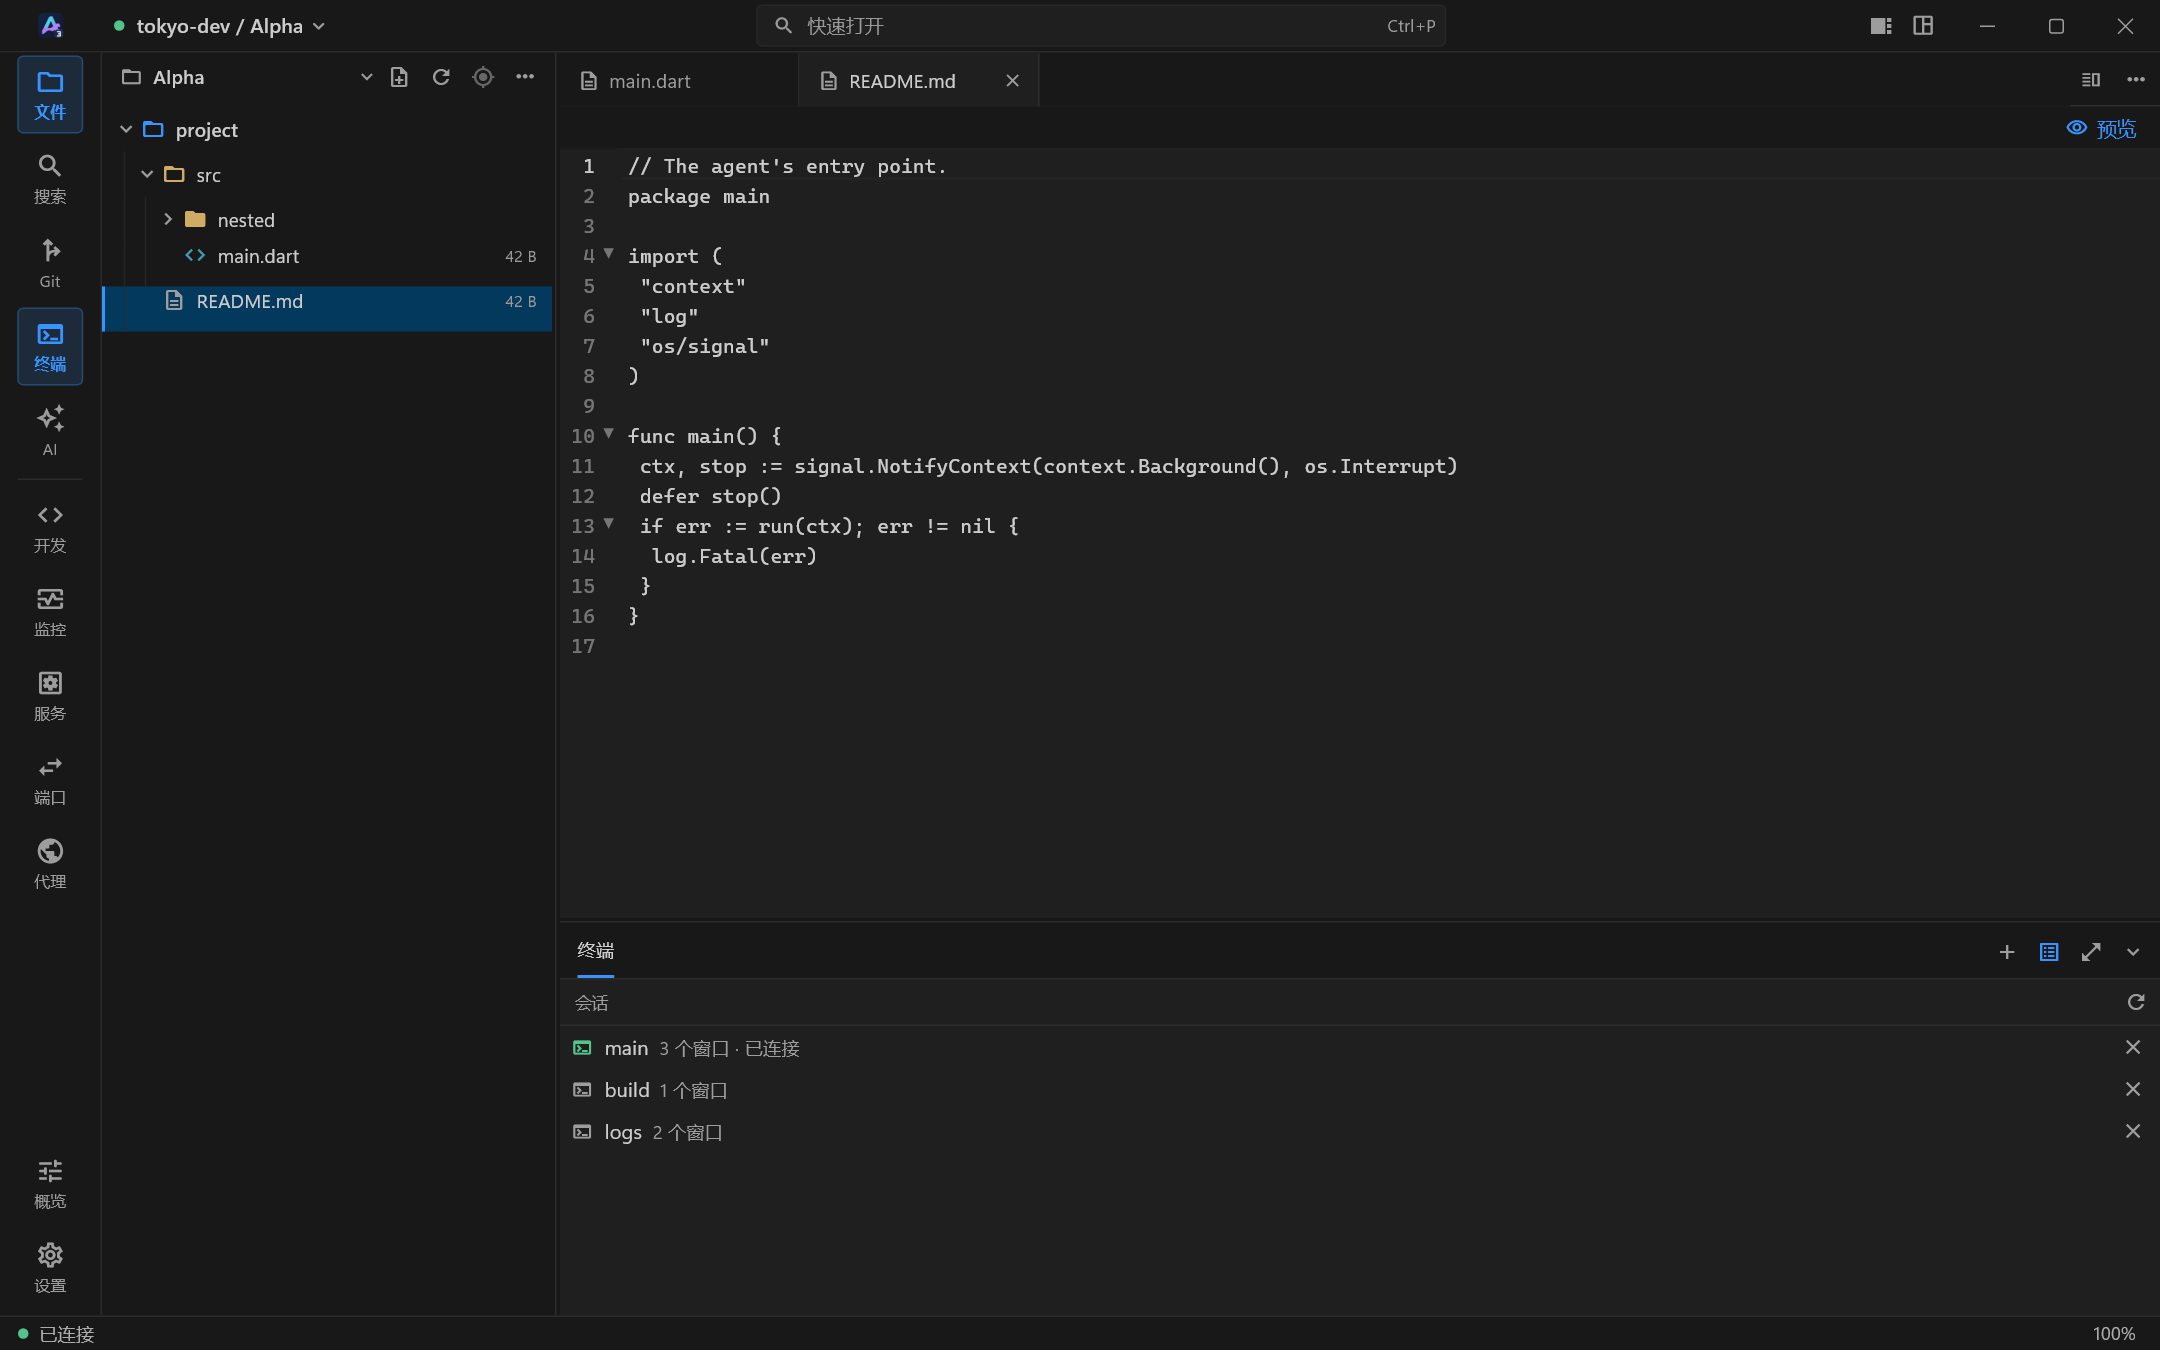 tokyo-dev / Alpha
快速打开
Ctrl+P
文件
搜索
Git
终端
AI
开发
监控
服务
端口
代理
概览
设置
Alpha
project
src
nested
main.dart 42 B
README.md 42 B
main.dart
README.md
预览
1 // The agent's entry point.
2 package main
3
4 import (
5 "context"
6 "log"
7 "os/signal"
8 )
9
10 func main() {
11 ctx, stop := signal.NotifyContext(context.Background(), os.Interrupt)
12 defer stop()
13 if err := run(ctx); err != nil {
14 log.Fatal(err)
15 }
16 }
17
终端
会话
main 3 个窗口 · 已连接
build 1 个窗口
logs 2 个窗口
已连接
100%